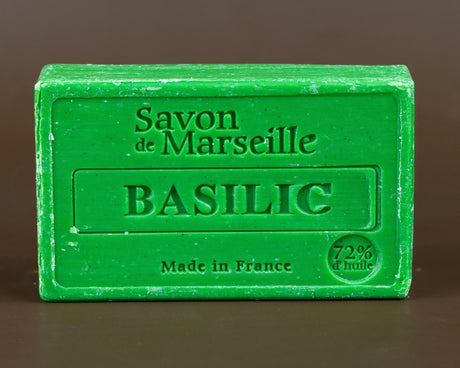 Savon
de Marseille
BASILIC
72%
d'huile
Made in France